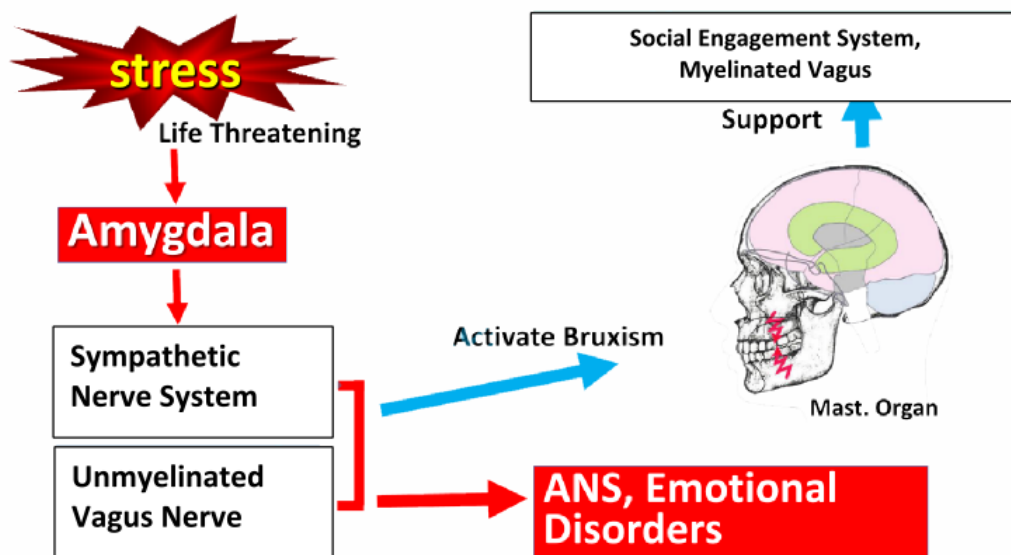 stress
Life Threatening
Amygdala
Sympathetic
Nerve System
Unmyelinated
Vagus Nerve
Activate Bruxism
ANS, Emotional
Disorders
Social Engagement System,
Myelinated Vagus
Support
Mast. Organ